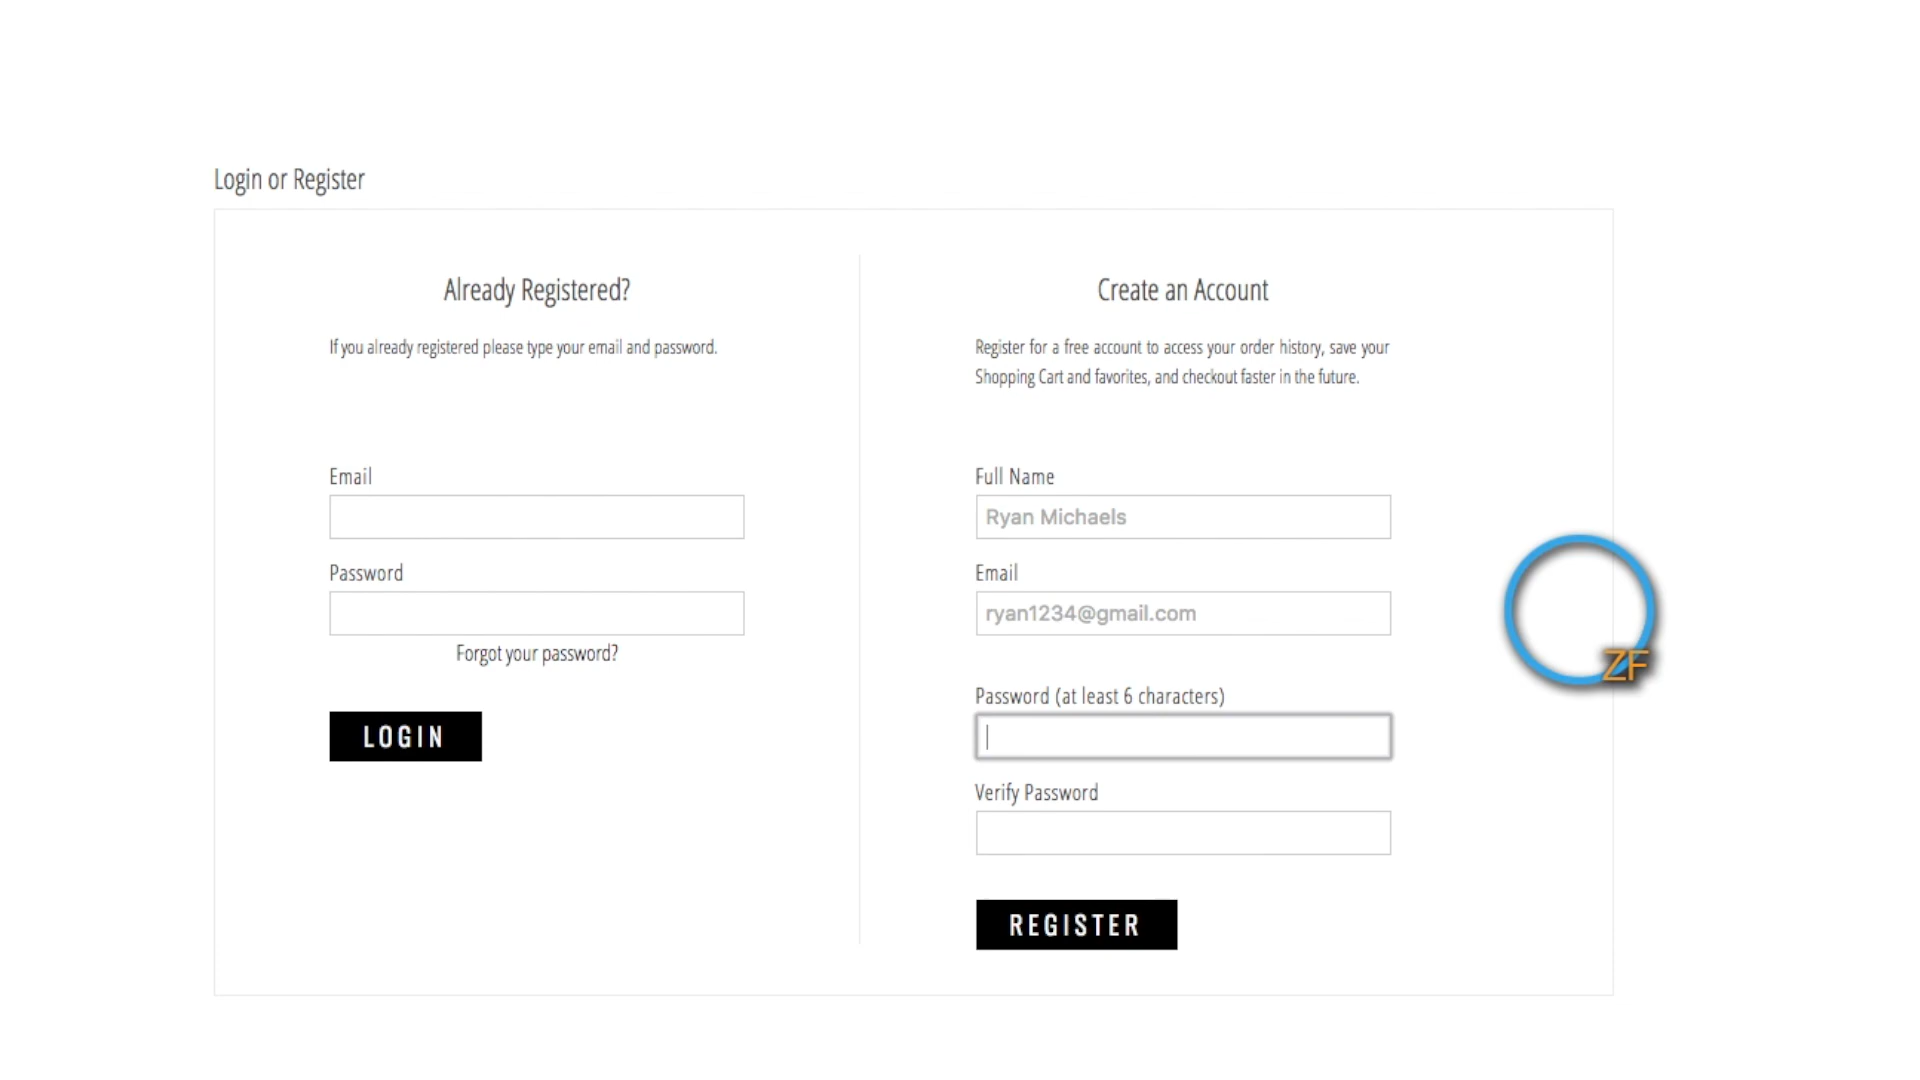 Login or Register
Already Registered?
If you already registered please type your email and password.
Email
Password
Forgot your password?
LOGIN
Create an Account
Register for a free account to access your order history, save your
Shopping Cart and favorites, and checkout faster in the future.
Full Name
Ryan Michaels
Email
ryan1234@gmail.com
Password (at least 6 characters)
Verify Password
REGISTER
ZF